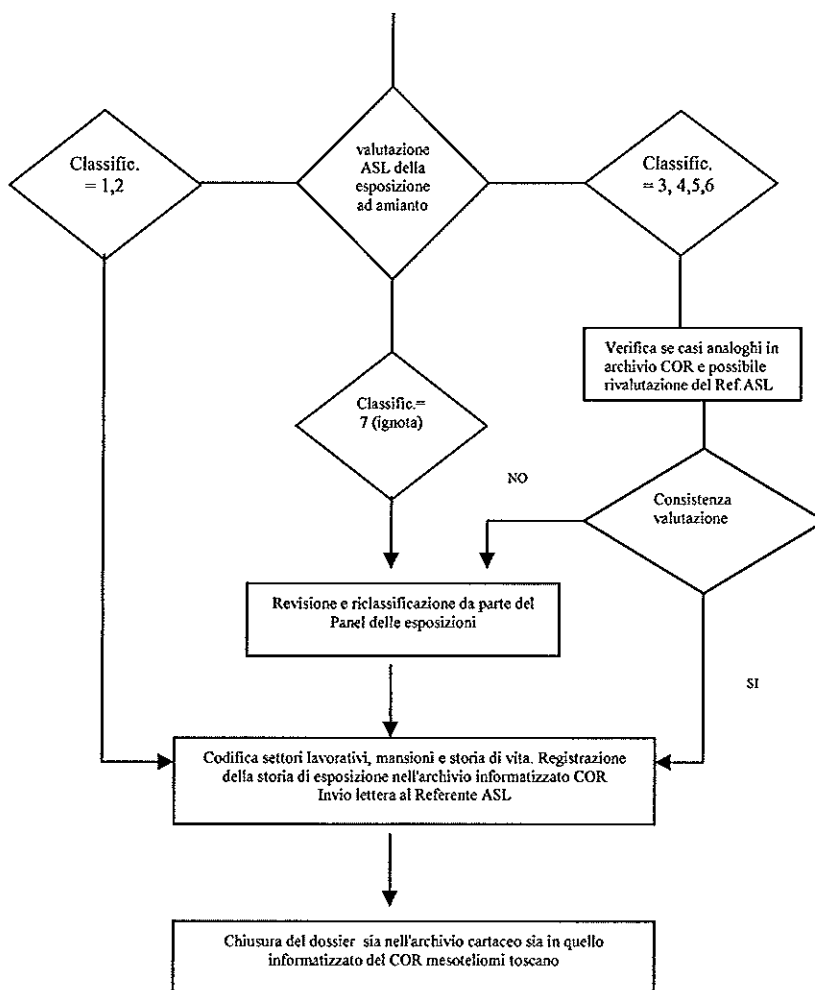 Classific.
= 1,2
valutazione
ASL della
esposizione
ad amianto
Classific.
= 3, 4,5,6
Verifica se casi analoghi in
archivio COR e possibile
rivalutazione del Ref.ASL
Classific.=
7 (ignota)
NO
Consistenza
valutazione
Revisione e riclassificazione da parte del
Panel delle esposizioni
SI
Codifica settori lavorativi, mansioni e storia di vita. Registrazione
della storia di esposizione nell'archivio informatizzato COR
Invio lettera al Referente ASL
Chiusura del dossier sia nell'archivio cartaceo sia in quello
informatizzato del COR mesoteliomi toscano